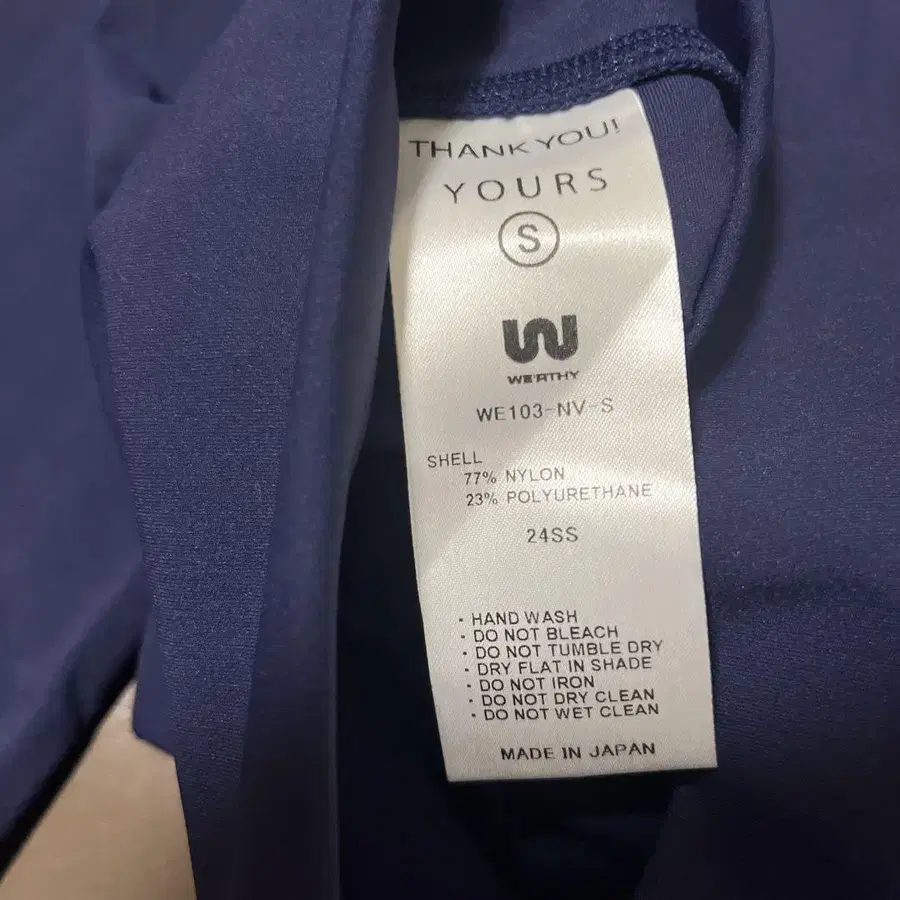 THANK YOU!
YOURS
S
W
WE'RTHY
WE103-NV-S
SHELL
77% NYLON
23% POLYURETHANE
24SS
· HAND WASH
· DO NOT BLEACH
· DO NOT TUMBLE DRY
· DRY FLAT IN SHADE
· DO NOT IRON
· DO NOT DRY CLEAN
· DO NOT WET CLEAN
MADE IN JAPAN